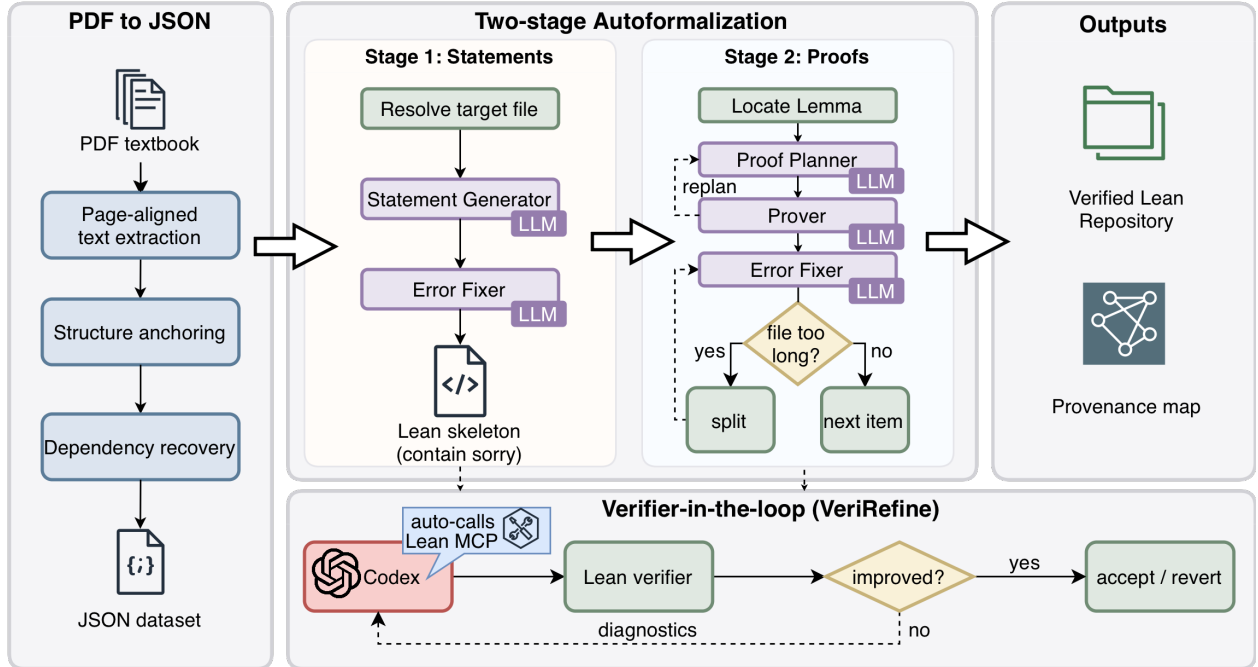 PDF to JSON
PDF textbook
Page-aligned
text extraction
Structure anchoring
Dependency recovery
{;}
JSON dataset
Two-stage Autoformalization
Stage 1: Statements
Resolve target file
Statement Generator
LLM
Error Fixer
LLM
</>
Lean skeleton
(contain sorry)
Stage 2: Proofs
Locate Lemma
Proof Planner
LLM
replan
Prover
LLM
Error Fixer
LLM
file too
long?
yes
no
split
next item
Outputs
Verified Lean
Repository
Provenance map
Verifier-in-the-loop (VeriRefine)
auto-calls
Lean MCP
Codex
Lean verifier
improved?
yes
accept / revert
diagnostics
no